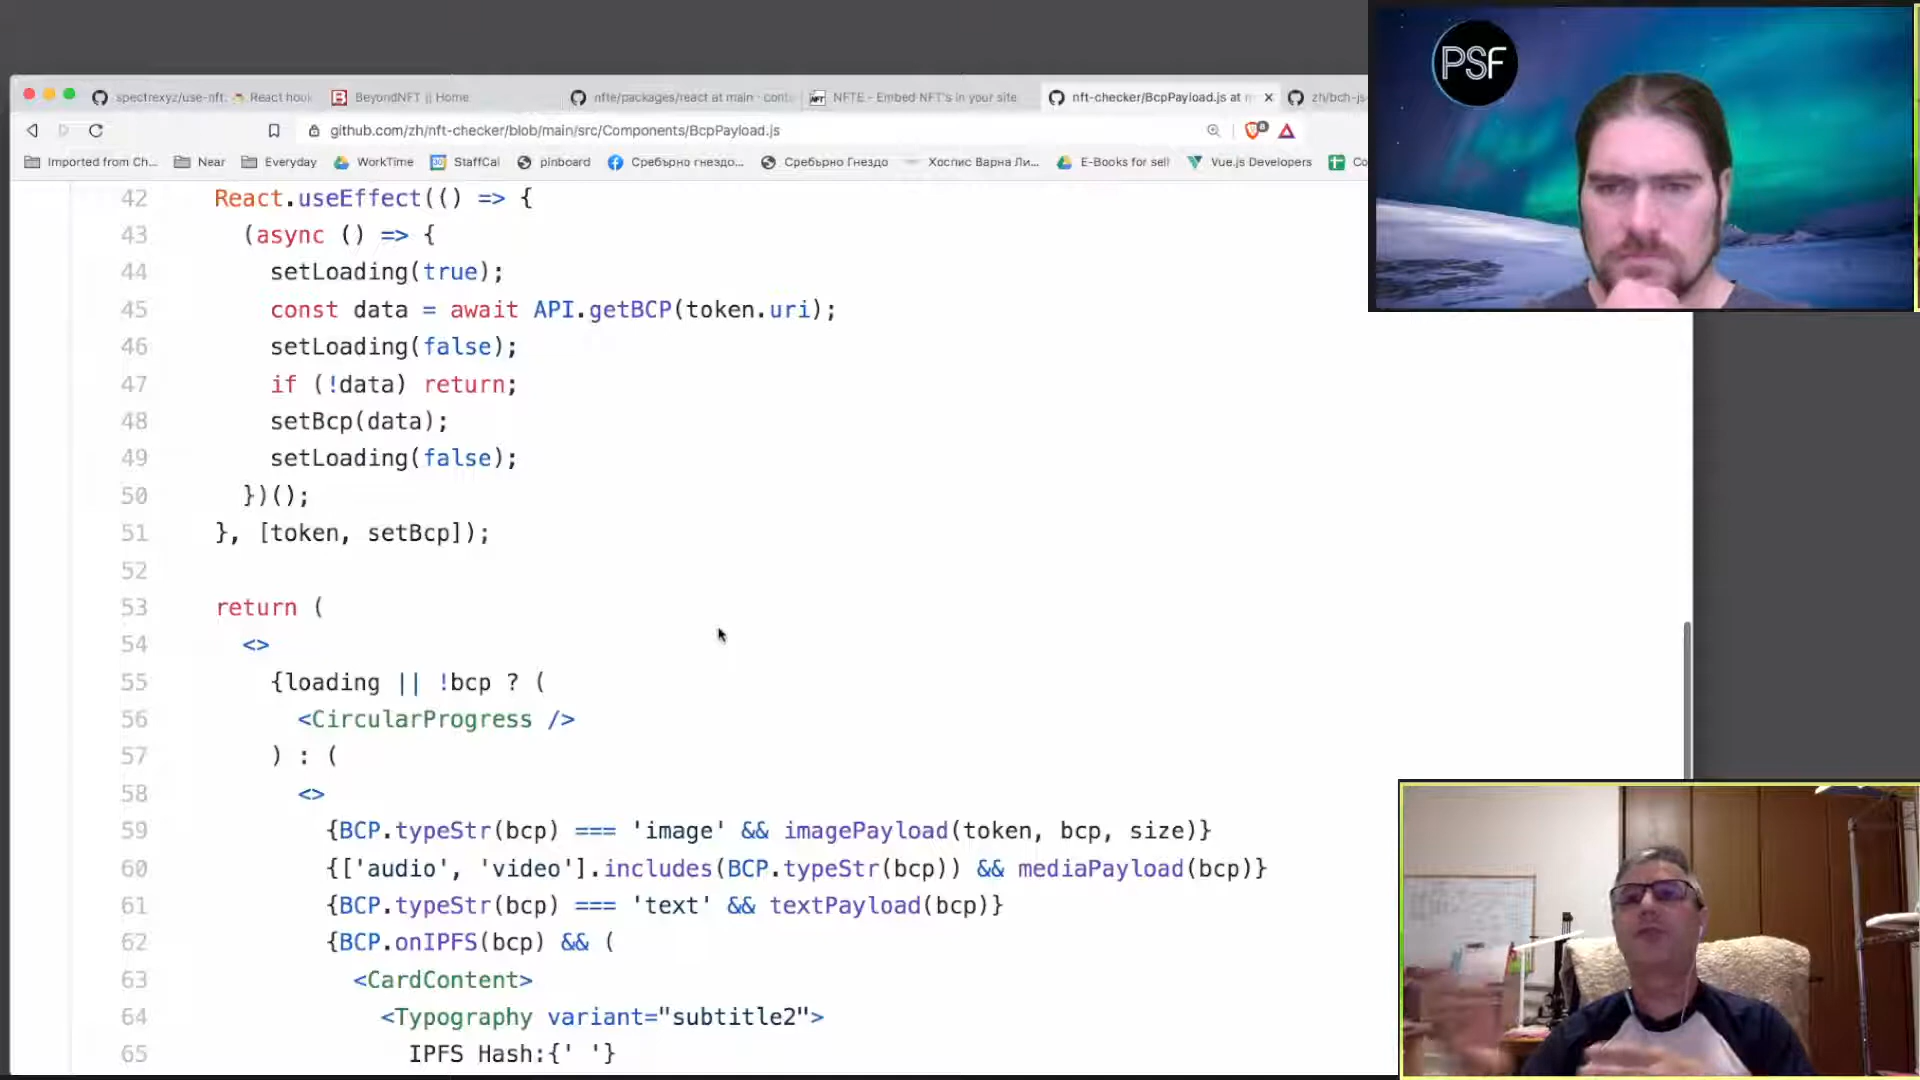 PSF
spectrexyz/use-nft: React hook
BeyondNFT || Home
nfte/packages/react at main · conte
NFTE - Embed NFT's in your site
nft-checker/BcpPayload.js at m
zh/bch-js
github.com/zh/nft-checker/blob/main/src/Components/BcpPayload.js
Imported from Ch...
Near
Everyday
WorkTime
StaffCal
pinboard
Сребърно гнездо...
Сребърно Гнездо
Хоспис Варна Ли...
E-Books for sell
Vue.js Developers
Co
42 React.useEffect(() => {
43 (async () => {
44 setLoading(true);
45 const data = await API.getBCP(token.uri);
46 setLoading(false);
47 if (!data) return;
48 setBcp(data);
49 setLoading(false);
50 })();
51 }, [token, setBcp]);
52
53 return (
54 <>
55 {loading || !bcp ? (
56 <CircularProgress />
57 ) : (
58 <>
59 {BCP.typeStr(bcp) === 'image' && imagePayload(token, bcp, size)}
60 {['audio', 'video'].includes(BCP.typeStr(bcp)) && mediaPayload(bcp)}
61 {BCP.typeStr(bcp) === 'text' && textPayload(bcp)}
62 {BCP.onIPFS(bcp) && (
63 <CardContent>
64 <Typography variant="subtitle2">
65 IPFS Hash:{' '}